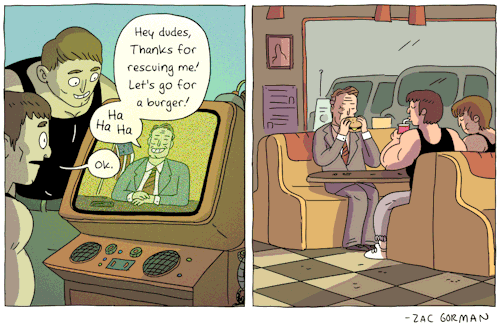 Hey dudes,
Thanks for
rescuing me!
Let's go for
a burger!
Ha
Ha Ha
Ok.
-ZAC GORMAN